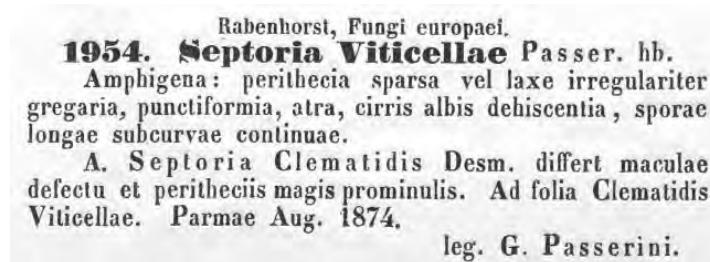 Rabenhorst, Fungi europaei.
1954. Septoria Viticellae Passer. hb.
Amphigena: perithecia sparsa vel laxe irregulariter
gregaria, punctiformia, atra, cirris albis dehiscentia, sporae
longae subcurvae continuae.
A. Septoria Clematidis Desm. differt maculae
defectu et peritheciis magis prominulis. Ad folia Clematidis
Viticellae. Parmae Aug. 1874.
leg. G. Passerini.